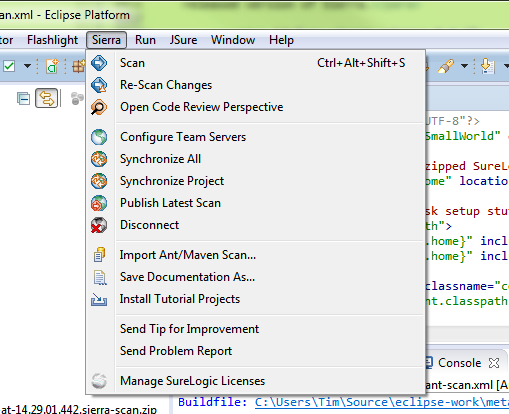 an.xml - Eclipse Platform
tor Flashlight Sierra Run JSure Window Help
Scan Ctrl+Alt+Shift+S
Re-Scan Changes
Open Code Review Perspective
Configure Team Servers
Synchronize All
Synchronize Project
Publish Latest Scan
Disconnect
Import Ant/Maven Scan...
Save Documentation As...
Install Tutorial Projects
Send Tip for Improvement
Send Problem Report
Manage SureLogic Licenses
UTF-8"?>
SmallWorld"
zipped SureLo
ome" location
sk setup stu
th">
.home}" incl
.home}" incl
classname="c
nt.classpath
Console
ant-scan.xml [A
Buildfile: C:\Users\Tim\Source\eclipse-work\meta
at-14.29.01.442.sierra-scan.zip